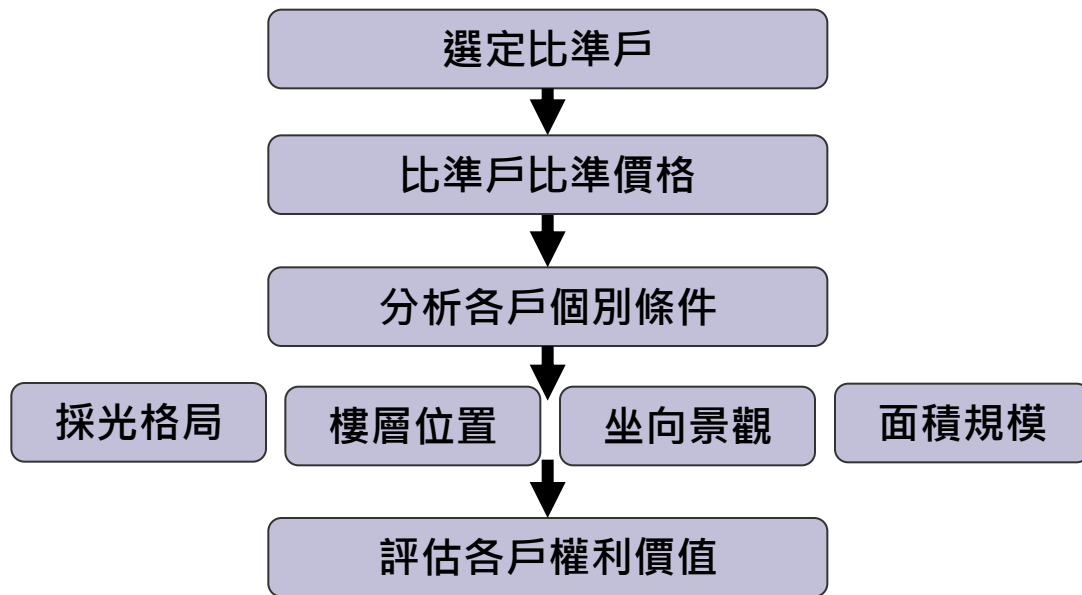 選定比準戶
比準戶比準價格
分析各戶個別條件
採光格局
樓層位置
坐向景觀
面積規模
評估各戶權利價值